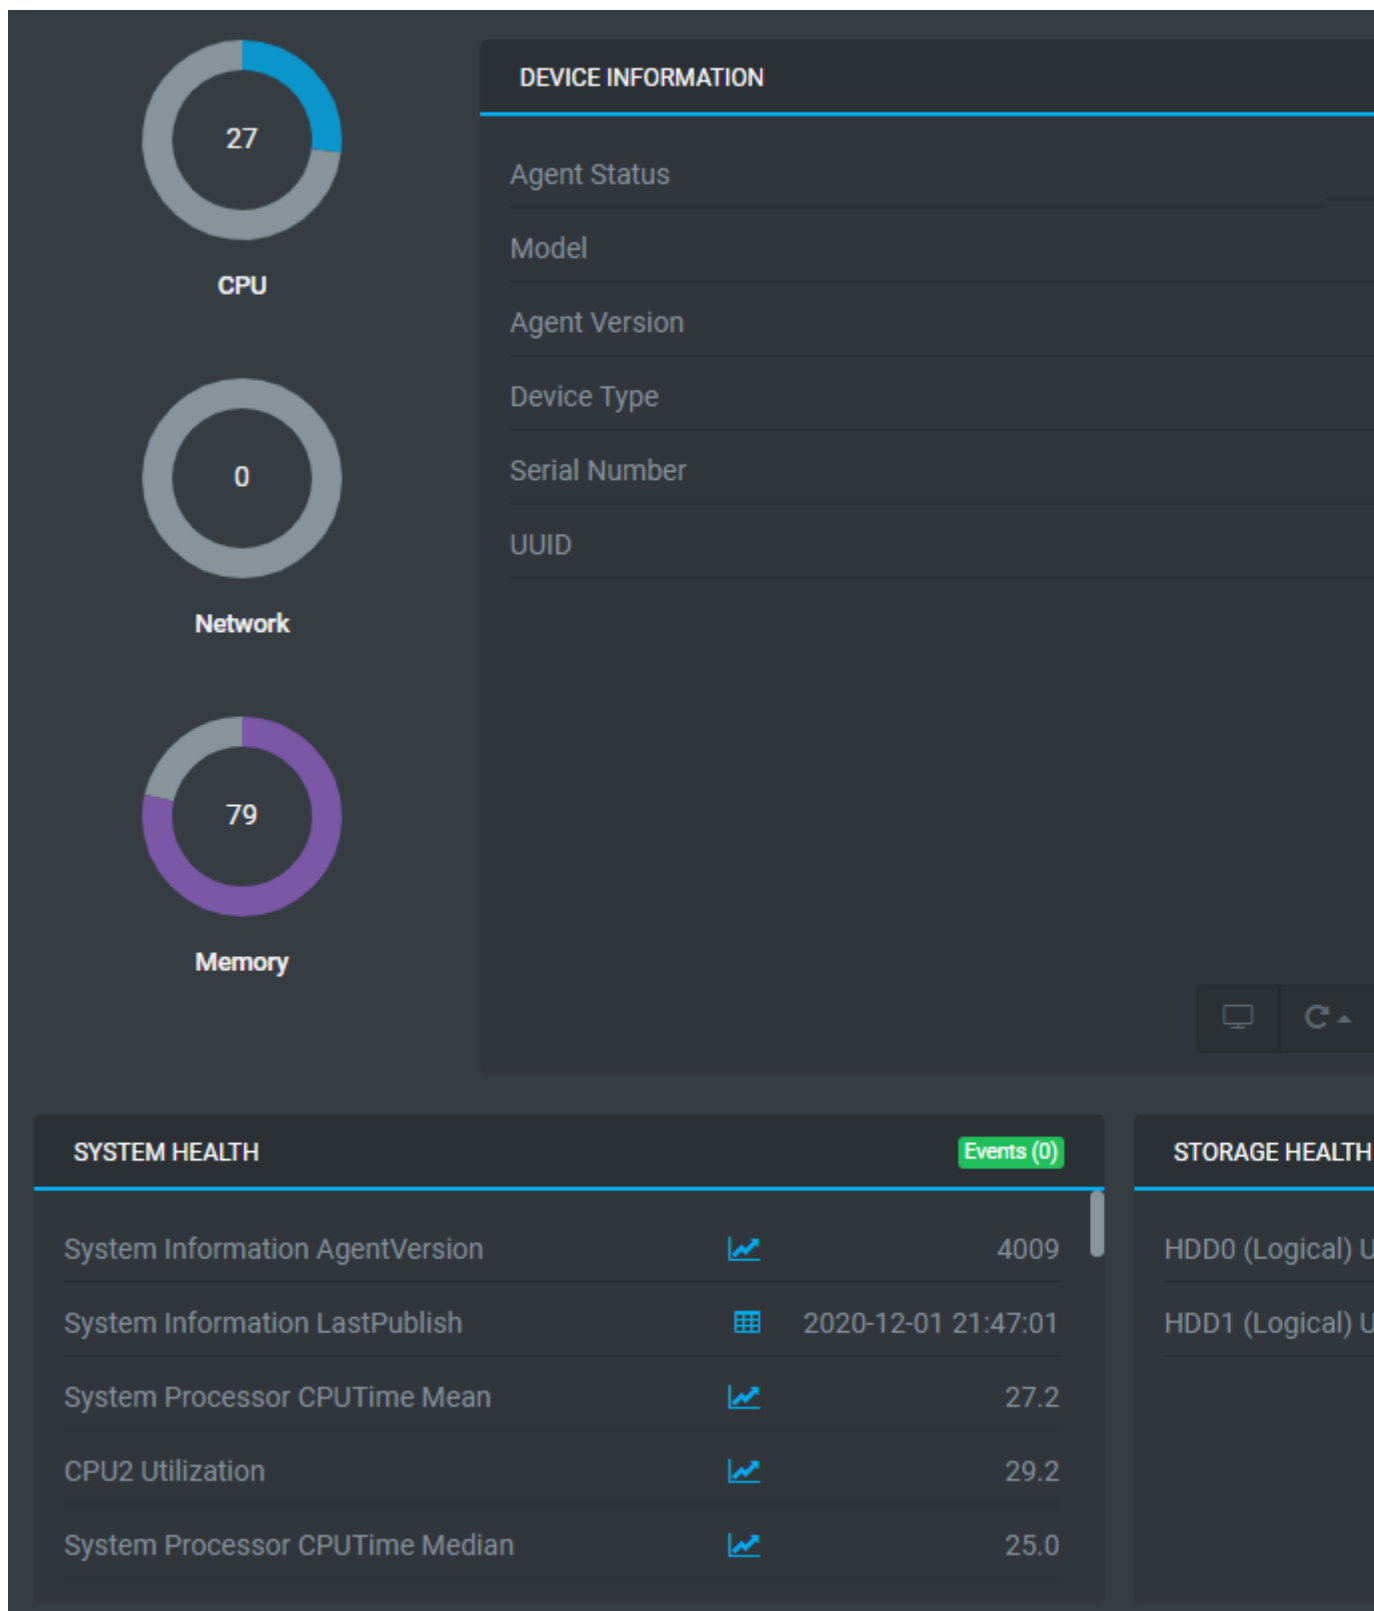 27
CPU
0
Network
79
Memory
DEVICE INFORMATION
Agent Status
Model
Agent Version
Device Type
Serial Number
UUID
SYSTEM HEALTH Events (0)
System Information AgentVersion 4009
System Information LastPublish 2020-12-01 21:47:01
System Processor CPUTime Mean 27.2
CPU2 Utilization 29.2
System Processor CPUTime Median 25.0
STORAGE HEALTH
HDD0 (Logical) U
HDD1 (Logical) U